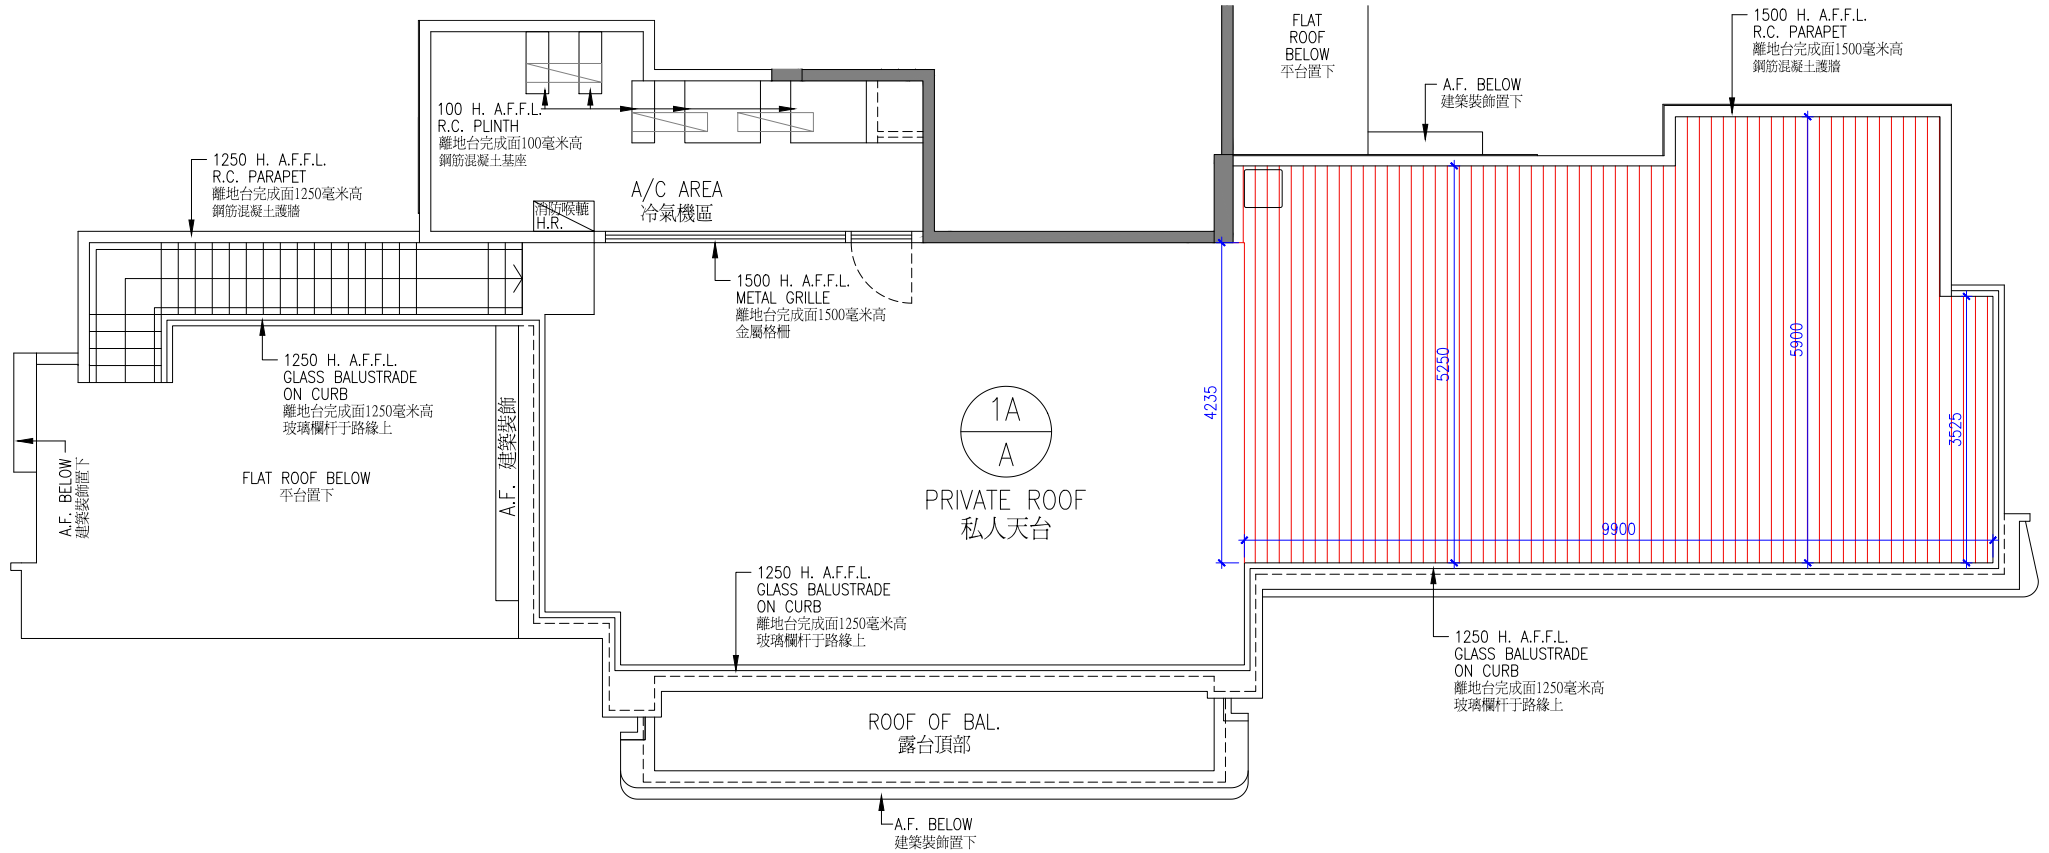 FLAT
ROOF
BELOW
平台置下
1500 H. A.F.F.L.
R.C. PARAPET
離地台完成面1500毫米高
鋼筋混凝土護牆
A.F. BELOW
建築裝飾置下
100 H. A.F.F.L.
R.C. PLINTH
離地台完成面100毫米高
鋼筋混凝土基座
1250 H. A.F.F.L.
R.C. PARAPET
離地台完成面1250毫米高
鋼筋混凝土護牆
A/C AREA
冷氣機區
消防喉轆
H.R.
1500 H. A.F.F.L.
METAL GRILLE
離地台完成面1500毫米高
金屬格柵
1250 H. A.F.F.L.
GLASS BALUSTRADE
ON CURB
離地台完成面1250毫米高
玻璃欄杆于路緣上
A.F. 建築裝飾
A.F. BELOW
建築裝飾置下
FLAT ROOF BELOW
平台置下
1A
A
PRIVATE ROOF
私人天台
4235
5250
5900
3525
9900
1250 H. A.F.F.L.
GLASS BALUSTRADE
ON CURB
離地台完成面1250毫米高
玻璃欄杆于路緣上
1250 H. A.F.F.L.
GLASS BALUSTRADE
ON CURB
離地台完成面1250毫米高
玻璃欄杆于路緣上
ROOF OF BAL.
露台頂部
A.F. BELOW
建築裝飾置下